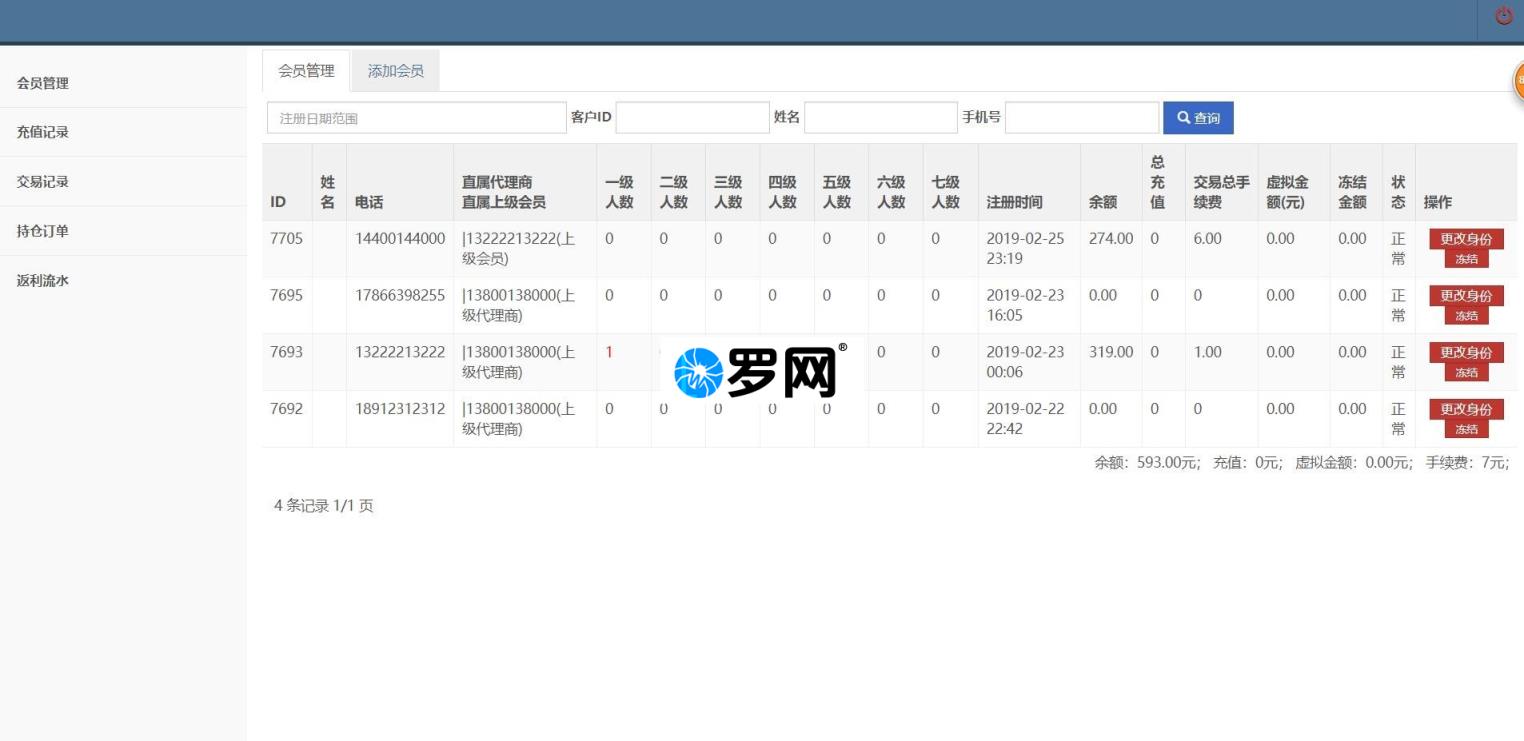 会员管理
充值记录
交易记录
持仓订单
返利流水
会员管理 添加会员
注册日期范围 客户ID 姓名 手机号 查询
ID 姓名 电话 直属代理商 直属上级会员 一级人数 二级人数 三级人数 四级人数 五级人数 六级人数 七级人数 注册时间 余额 总充值 交易总手续费 虚拟金额(元) 冻结金额 状态 操作
7705 14400144000 |13222213222(上级会员) 0 0 0 0 0 0 0 2019-02-25 23:19 274.00 0 6.00 0.00 0.00 正常 更改身份 冻结
7695 17866398255 |13800138000(上级代理商) 0 0 0 0 0 0 0 2019-02-23 16:05 0.00 0 0 0.00 0.00 正常 更改身份 冻结
7693 13222213222 |13800138000(上级代理商) 1 0 0 2019-02-23 00:06 319.00 0 1.00 0.00 0.00 正常 更改身份 冻结
罗网®
7692 18912312312 |13800138000(上级代理商) 0 0 0 0 0 0 0 2019-02-22 22:42 0.00 0 0 0.00 0.00 正常 更改身份 冻结
余额：593.00元； 充值：0元； 虚拟金额：0.00元； 手续费：7元；
4 条记录 1/1 页